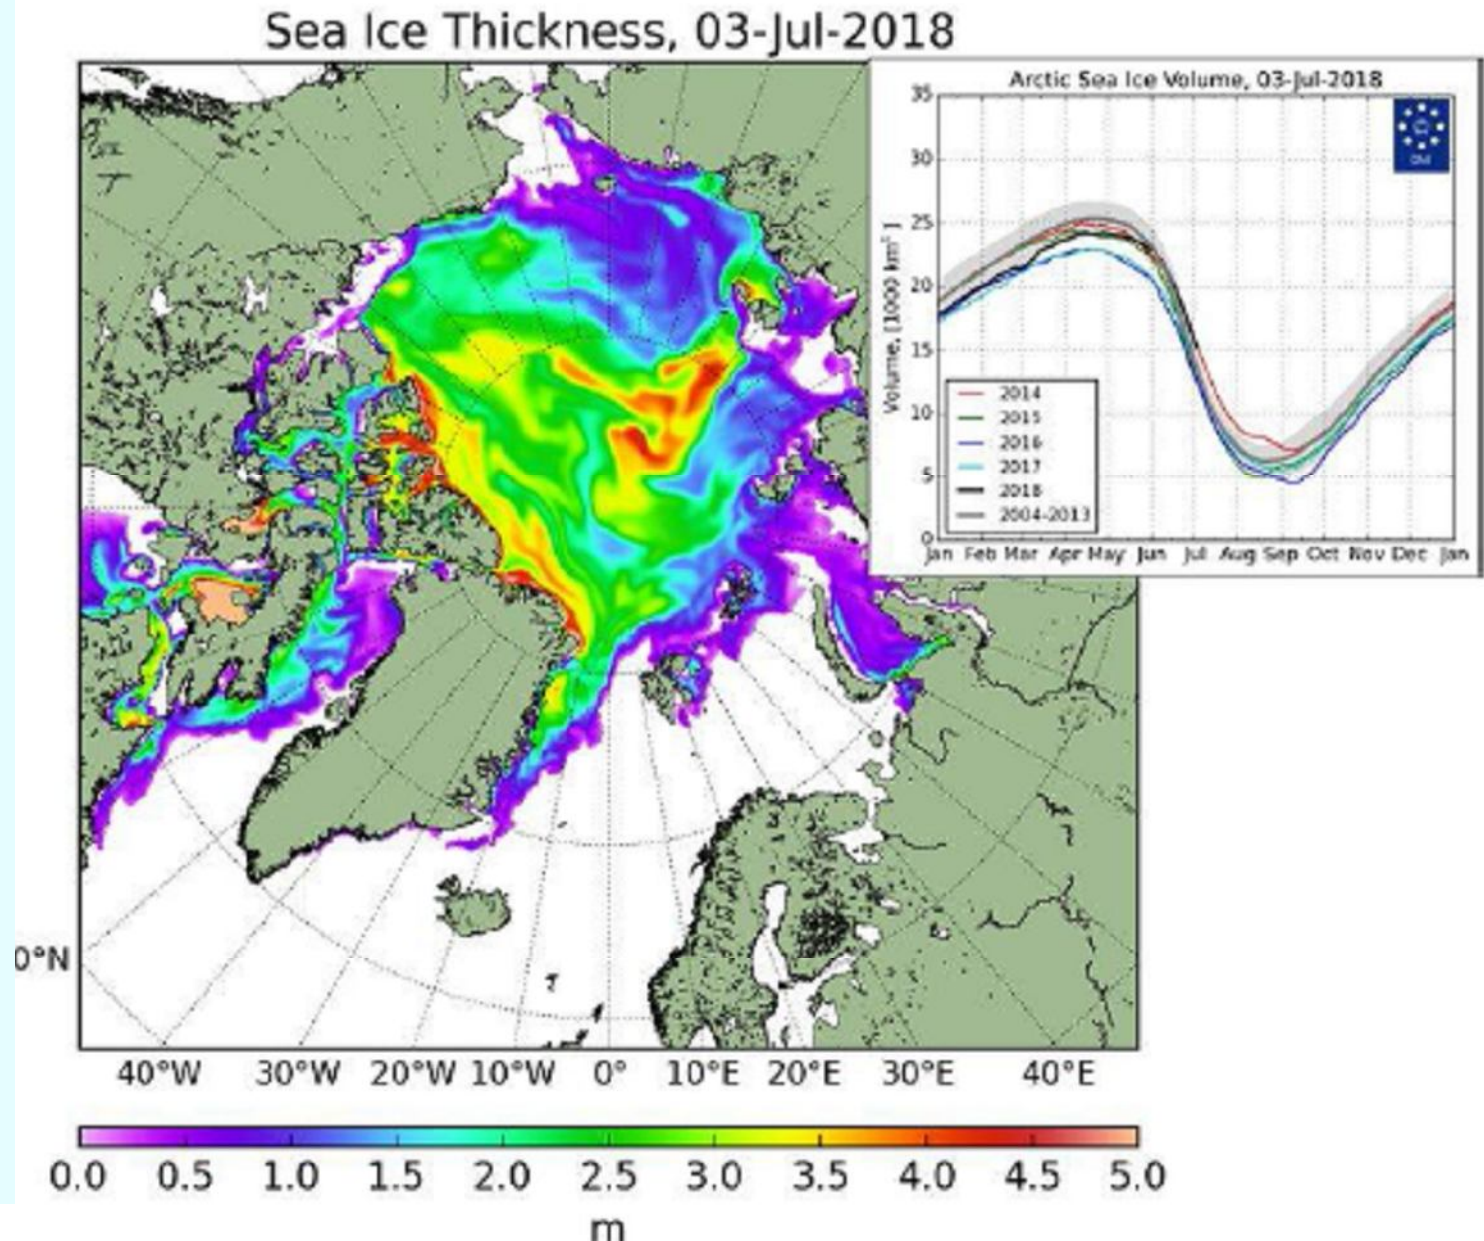 Sea Ice Thickness, 03-Jul-2018
Arctic Sea Ice Volume, 03-Jul-2018
35
30
25
20
15
10
5
0
Volume, [1000 km³ ]
2014
2015
2016
2017
2018
2004-2013
Jan Feb Mar Apr May Jun Jul Aug Sep Oct Nov Dec Jan
0°N
40°W 30°W 20°W 10°W 0° 10°E 20°E 30°E 40°E
0.0 0.5 1.0 1.5 2.0 2.5 3.0 3.5 4.0 4.5 5.0
m